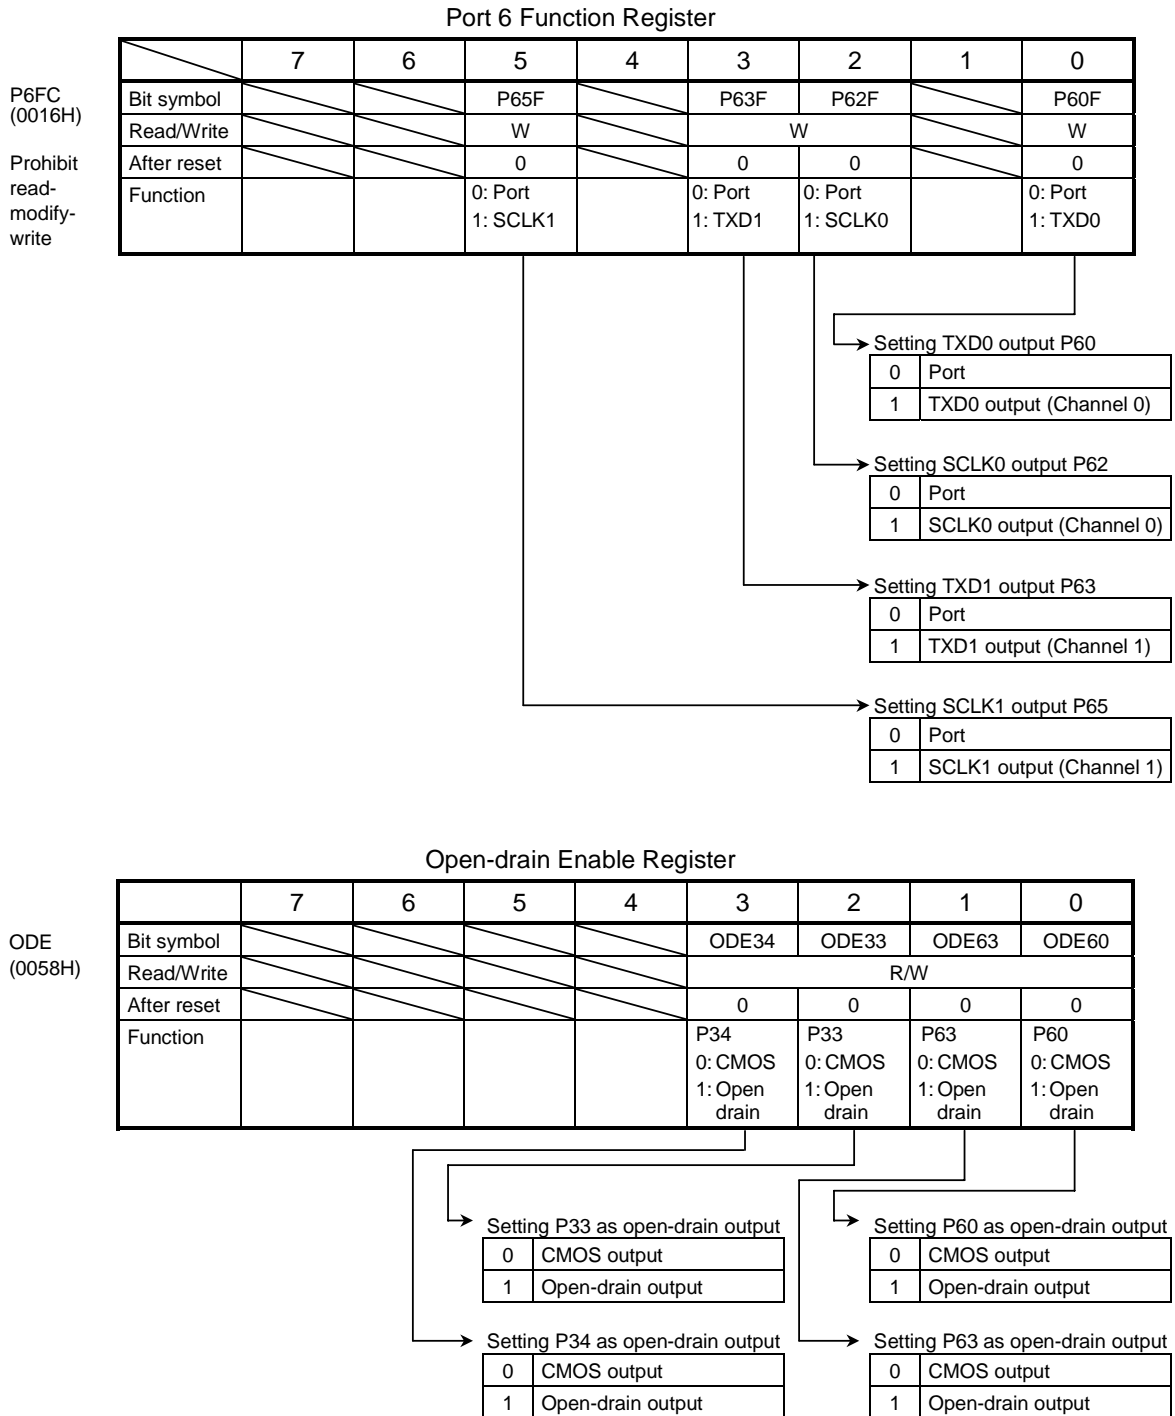 Port 6 Function Register
7 6 5 4 3 2 1 0
P6FC
(0016H)
Prohibit
read-
modify-
write
Bit symbol P65F P63F P62F P60F
Read/Write W W W
After reset 0 0 0 0
Function 0: Port 0: Port 0: Port 0: Port
1: SCLK1 1: TXD1 1: SCLK0 1: TXD0
Setting TXD0 output P60
0 Port
1 TXD0 output (Channel 0)
Setting SCLK0 output P62
0 Port
1 SCLK0 output (Channel 0)
Setting TXD1 output P63
0 Port
1 TXD1 output (Channel 1)
Setting SCLK1 output P65
0 Port
1 SCLK1 output (Channel 1)
Open-drain Enable Register
7 6 5 4 3 2 1 0
ODE
(0058H)
Bit symbol ODE34 ODE33 ODE63 ODE60
Read/Write R/W
After reset 0 0 0 0
Function P34 P33 P63 P60
0: CMOS 0: CMOS 0: CMOS 0: CMOS
1: Open 1: Open 1: Open 1: Open
drain drain drain drain
Setting P33 as open-drain output
0 CMOS output
1 Open-drain output
Setting P60 as open-drain output
0 CMOS output
1 Open-drain output
Setting P34 as open-drain output
0 CMOS output
1 Open-drain output
Setting P63 as open-drain output
0 CMOS output
1 Open-drain output